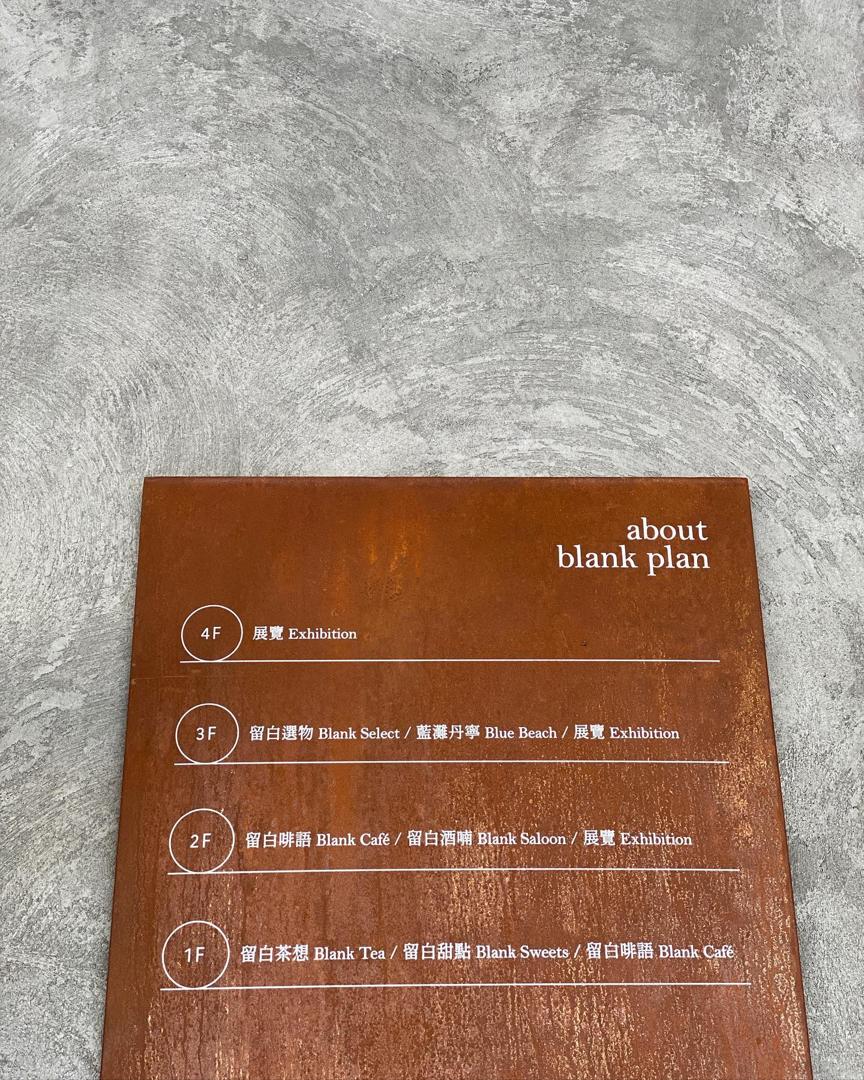 about
blank plan
4F 展覽 Exhibition
3F 留白選物 Blank Select / 藍灘丹寧 Blue Beach / 展覽 Exhibition
2F 留白啡語 Blank Café / 留白酒喃 Blank Saloon / 展覽 Exhibition
1F 留白茶想 Blank Tea / 留白甜點 Blank Sweets / 留白啡語 Blank Café